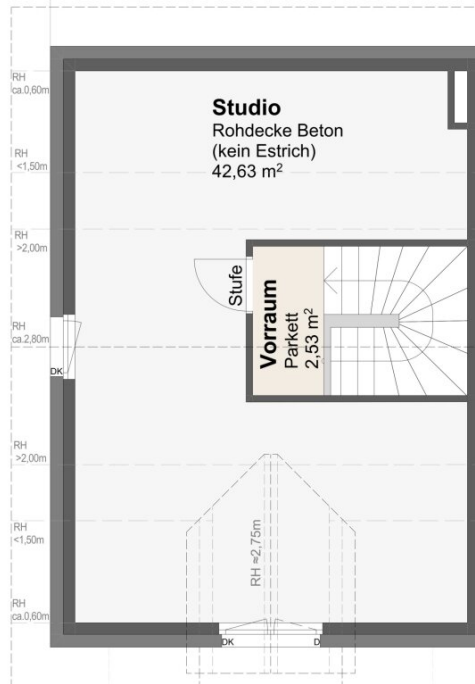 RH
ca.0,60m
Studio
Rohdecke Beton
(kein Estrich)
42,63 m²
RH
<1,50m
RH
>2,00m
Stufe
Vorraum
Parkett
2,53 m²
RH
ca.2,80m
DK
RH
>2,00m
RH
<1,50m
RH ≈2,75m
RH
ca.0,60m
DK
D